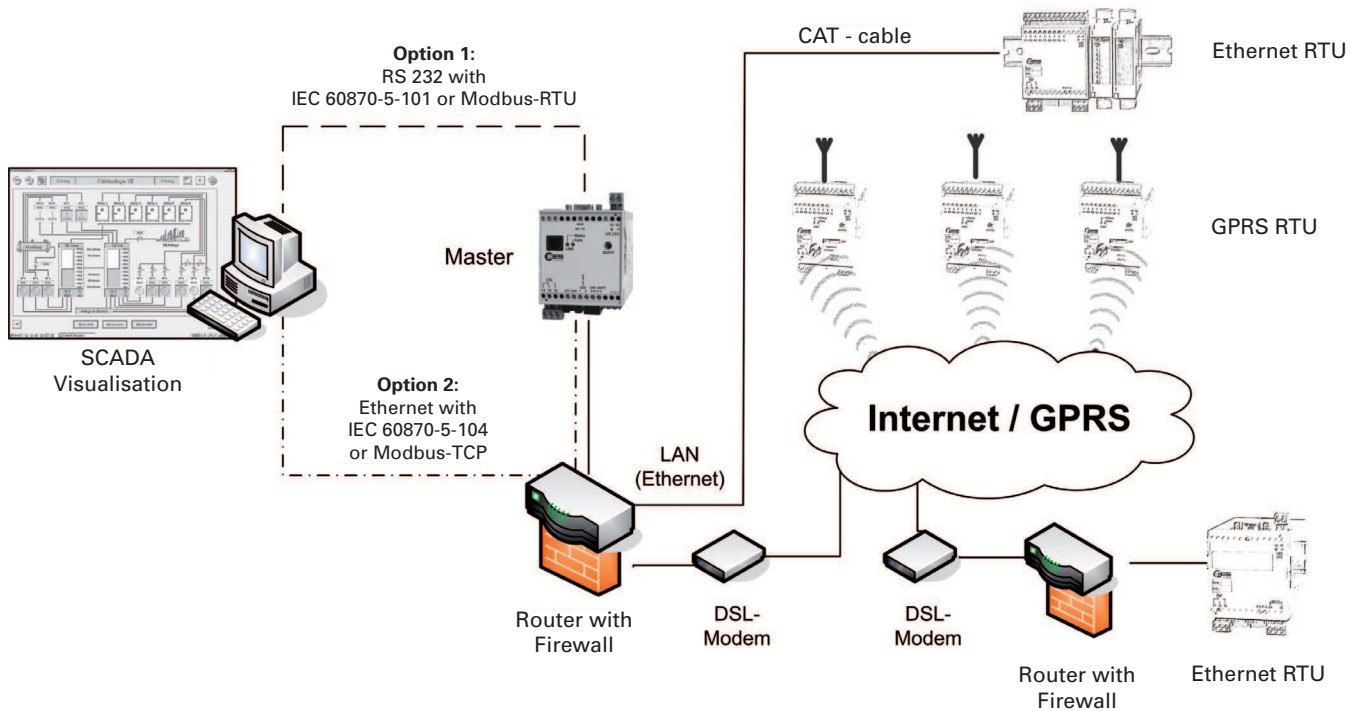 Option 1:
RS 232 with
IEC 60870-5-101 or Modbus-RTU
CAT - cable
Ethernet RTU
GPRS RTU
Master
SCADA
Visualisation
Option 2:
Ethernet with
IEC 60870-5-104
or Modbus-TCP
LAN
(Ethernet)
Internet / GPRS
Router with
Firewall
DSL-
Modem
DSL-
Modem
Router with
Firewall
Ethernet RTU